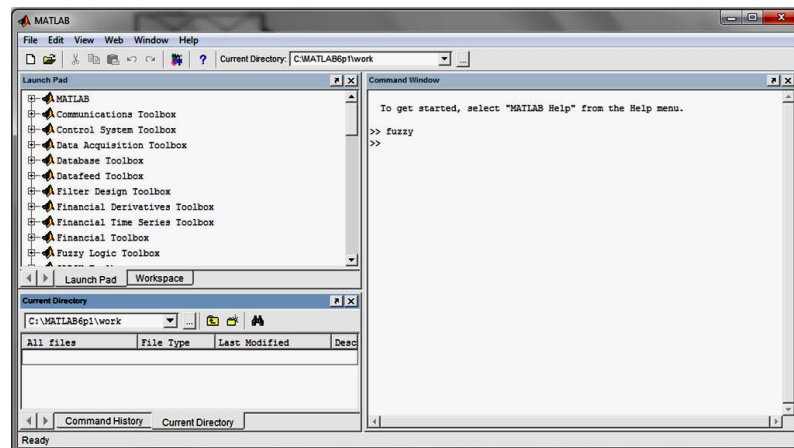 MATLAB
File Edit View Web Window Help
? Current Directory: C:\MATLAB6p1\work ...
Launch Pad
MATLAB
Communications Toolbox
Control System Toolbox
Data Acquisition Toolbox
Database Toolbox
Datafeed Toolbox
Filter Design Toolbox
Financial Derivatives Toolbox
Financial Time Series Toolbox
Financial Toolbox
Fuzzy Logic Toolbox
Launch Pad Workspace
Current Directory
C:\MATLAB6p1\work ...
All files File Type Last Modified Desc
Command History Current Directory
Ready
Command Window
To get started, select "MATLAB Help" from the Help menu.
>> fuzzy
>>